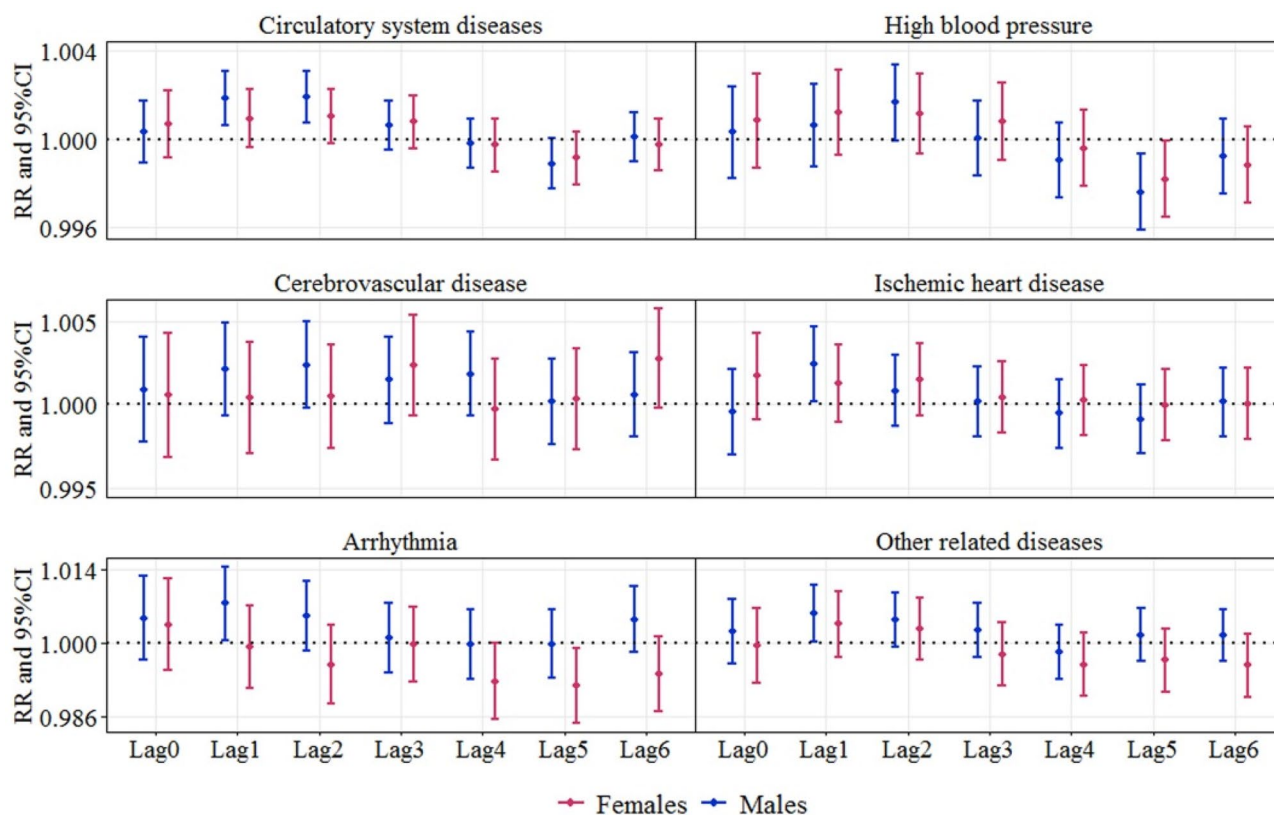 Circulatory system diseases High blood pressure
RR and 95%CI
1.004
1.000
0.996
Cerebrovascular disease Ischemic heart disease
RR and 95%CI
1.005
1.000
0.995
Arrhythmia Other related diseases
RR and 95%CI
1.014
1.000
0.986
Lag0 Lag1 Lag2 Lag3 Lag4 Lag5 Lag6 Lag0 Lag1 Lag2 Lag3 Lag4 Lag5 Lag6
Females Males